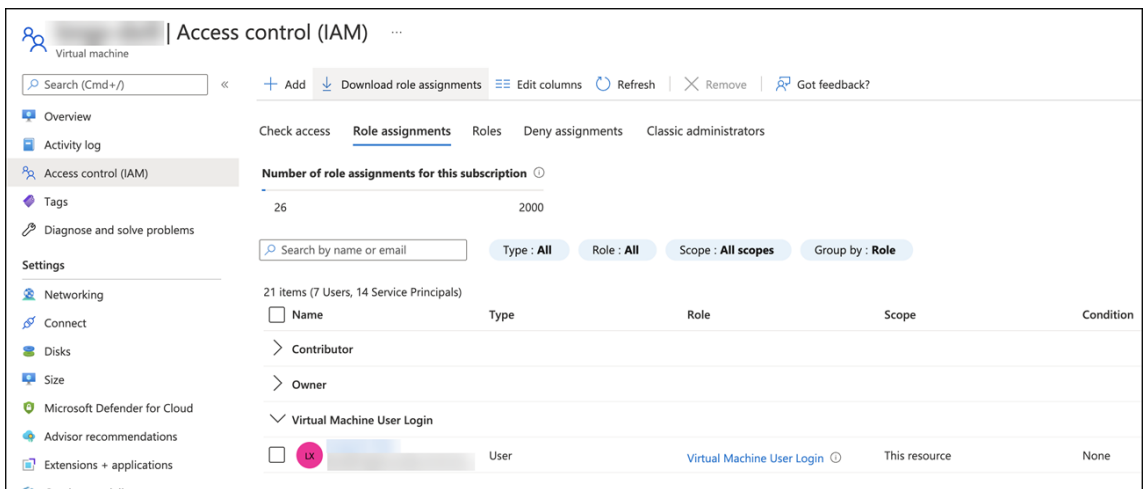 | Access control (IAM) ...
Virtual machine
Search (Cmd+/) «
Add Download role assignments Edit columns Refresh Remove Got feedback?
Overview
Activity log
Access control (IAM)
Tags
Diagnose and solve problems
Settings
Networking
Connect
Disks
Size
Microsoft Defender for Cloud
Advisor recommendations
Extensions + applications
Check access Role assignments Roles Deny assignments Classic administrators
Number of role assignments for this subscription
26 2000
Search by name or email Type : All Role : All Scope : All scopes Group by : Role
21 items (7 Users, 14 Service Principals)
Name Type Role Scope Condition
Contributor
Owner
Virtual Machine User Login
LX User Virtual Machine User Login This resource None